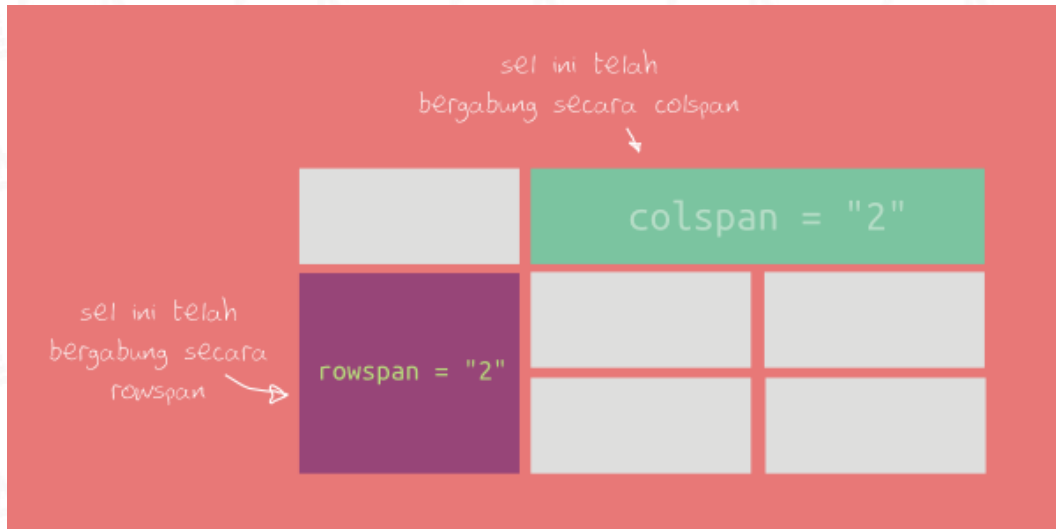 sel ini telah
bergabung secara colspan
colspan = "2"
sel ini telah
bergabung secara
rowspan
rowspan = "2"